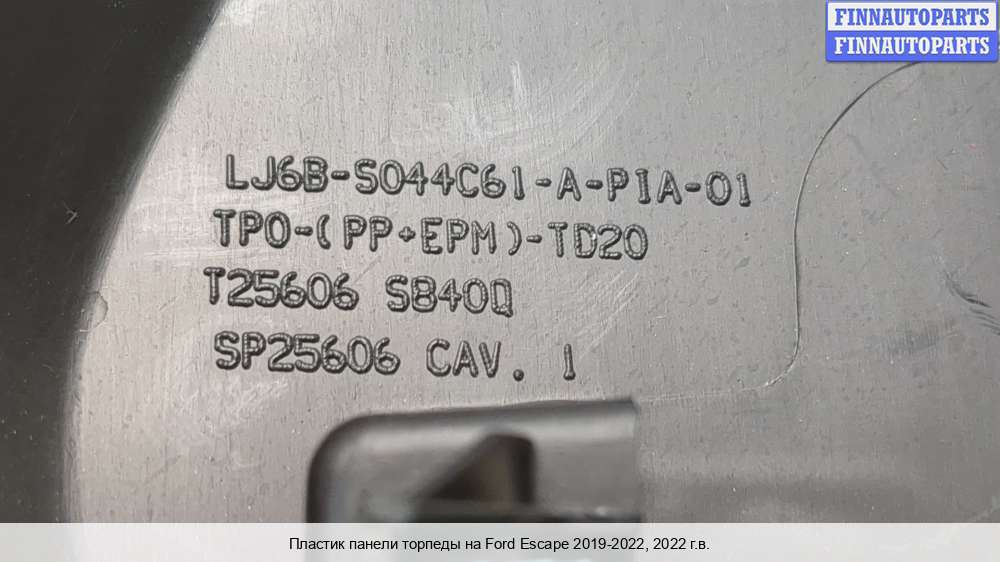 FINNAUTOPARTS
FINNAUTOPARTS
LJ6B-S044C61-A-PIA-01
TPO-(PP+EPM)-TD20
T25606 SB40Q
SP25606 CAV. 1
Пластик панели торпеды на Ford Escape 2019-2022, 2022 г.в.